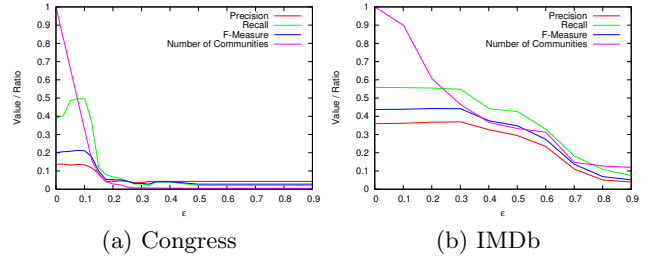 Precision
Recall
F-Measure
Number of Communities
Value / Ratio
1
0.9
0.8
0.7
0.6
0.5
0.4
0.3
0.2
0.1
0
0 0.1 0.2 0.3 0.4 0.5 0.6 0.7 0.8 0.9
ε
(a) Congress
Precision
Recall
F-Measure
Number of Communities
Value / Ratio
1
0.9
0.8
0.7
0.6
0.5
0.4
0.3
0.2
0.1
0
0 0.1 0.2 0.3 0.4 0.5 0.6 0.7 0.8 0.9
ε
(b) IMDb